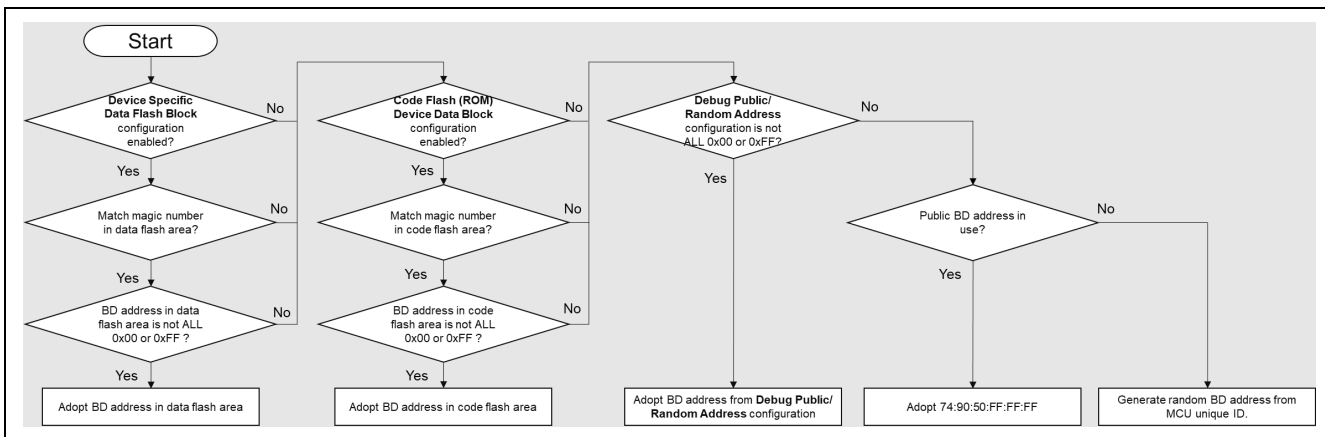 Start
Device Specific
Data Flash Block
configuration
enabled?
No
Yes
Match magic number
in data flash area?
No
Yes
BD address in data
flash area is not ALL
0x00 or 0xFF ?
No
Yes
Adopt BD address in data flash area
Code Flash (ROM)
Device Data Block
configuration
enabled?
No
Yes
Match magic number
in code flash area?
No
Yes
BD address in code
flash area is not ALL
0x00 or 0xFF ?
No
Yes
Adopt BD address in code flash area
Debug Public/
Random Address
configuration is not
ALL 0x00 or 0xFF?
No
Yes
Adopt BD address from Debug Public/
Random Address configuration
Public BD address in
use?
No
Yes
Adopt 74:90:50:FF:FF:FF
Generate random BD address from
MCU unique ID.